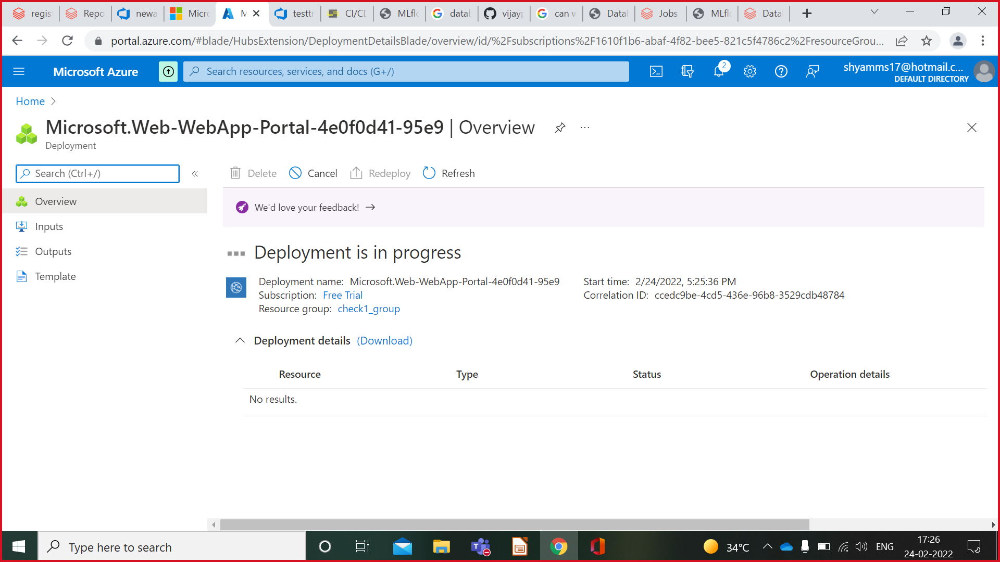 regis
Repo
newa
Micro
M
testtr
CI/CD
MLflo
datab
vijayp
can w
Datal
Jobs
MLflo
Datal
portal.azure.com/#blade/HubsExtension/DeploymentDetailsBlade/overview/id/%2Fsubscriptions%2F1610f1b6-abaf-4f82-bee5-821c5f4786c2%2FresourceGrou...
Microsoft Azure
Search resources, services, and docs (G+/)
2
shyamms17@hotmail.c...
DEFAULT DIRECTORY
Home
Microsoft.Web-WebApp-Portal-4e0f0d41-95e9 | Overview
Deployment
Search (Ctrl+/)
Delete
Cancel
Redeploy
Refresh
Overview
Inputs
Outputs
Template
We'd love your feedback!
Deployment is in progress
Deployment name: Microsoft.Web-WebApp-Portal-4e0f0d41-95e9
Subscription: Free Trial
Resource group: check1_group
Start time: 2/24/2022, 5:25:36 PM
Correlation ID: ccedc9be-4cd5-436e-96b8-3529cdb48784
Deployment details (Download)
Resource Type Status Operation details
No results.
Type here to search
34°C
ENG
17:26
24-02-2022